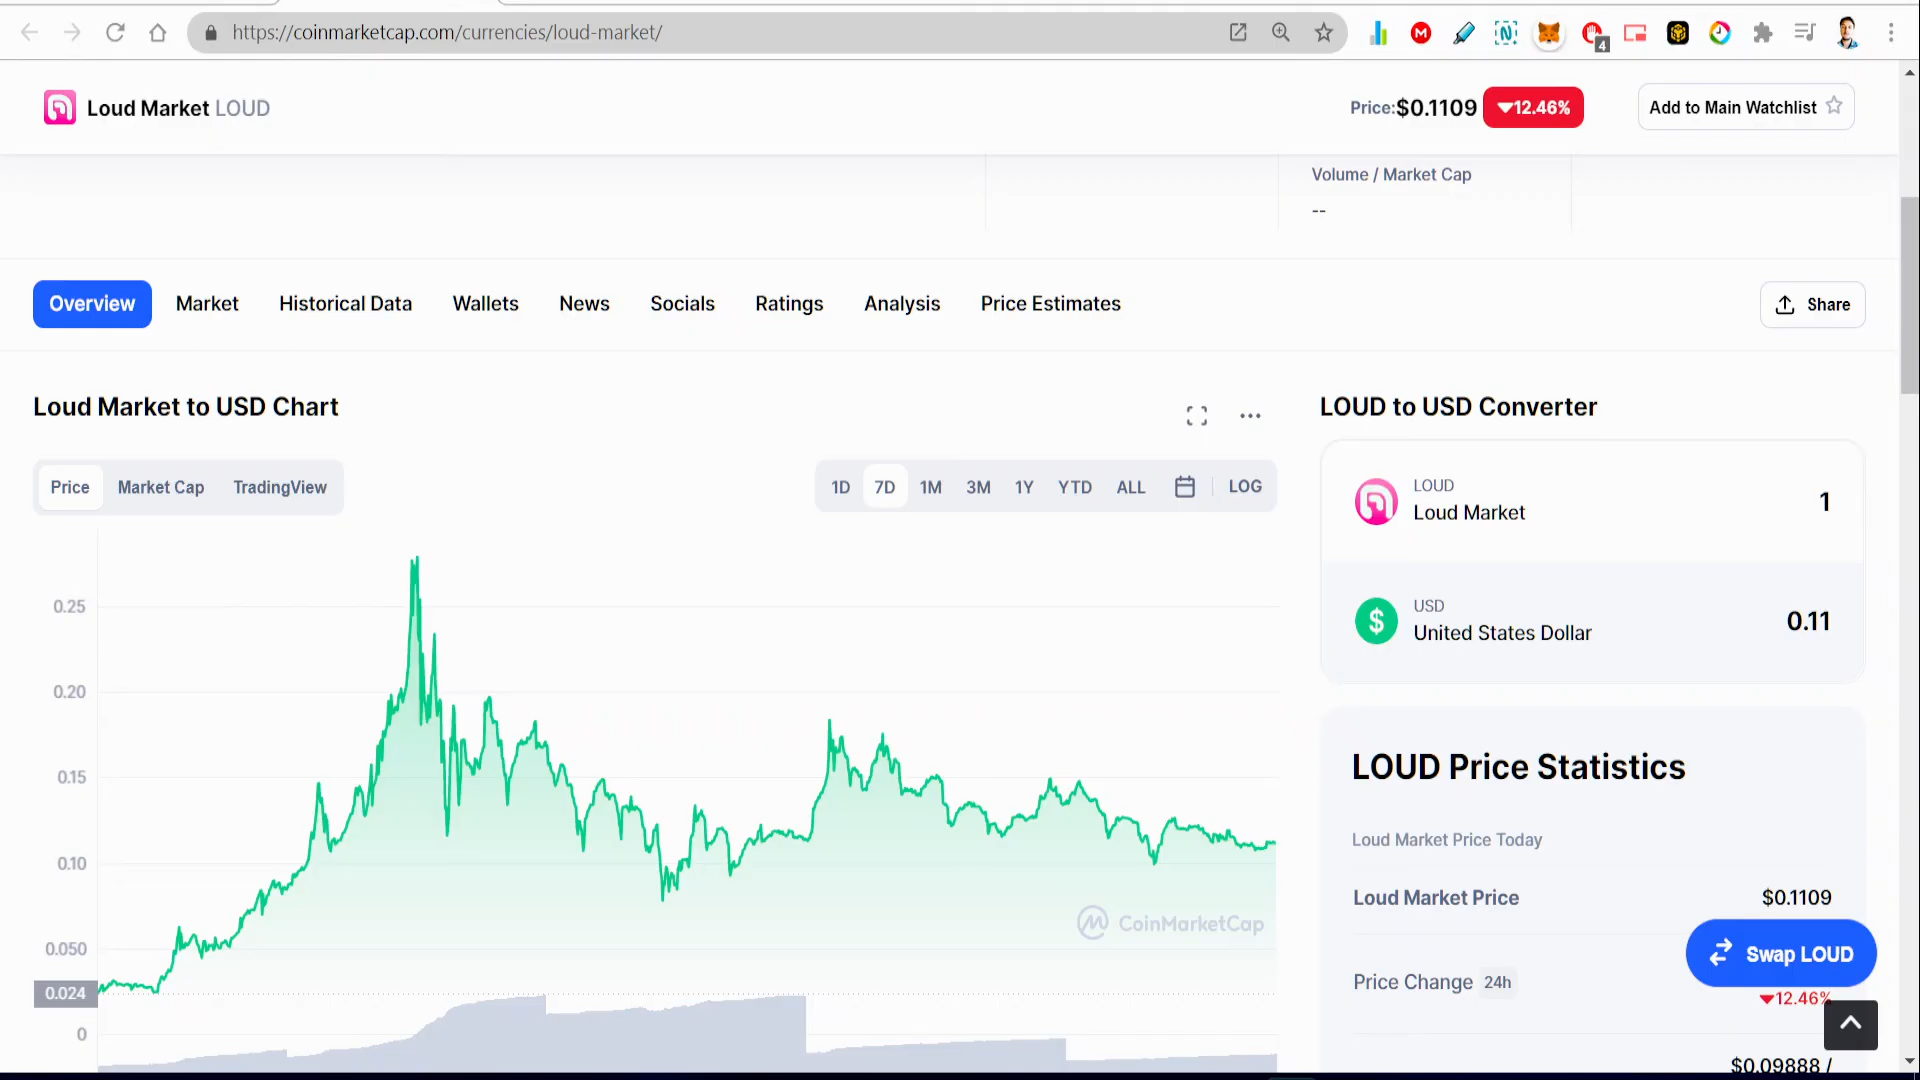 https://coinmarketcap.com/currencies/loud-market/
4
Loud Market LOUD
Price:$0.1109
12.46%
Add to Main Watchlist
Volume / Market Cap
--
Overview
Market
Historical Data
Wallets
News
Socials
Ratings
Analysis
Price Estimates
Share
Loud Market to USD Chart
Price
Market Cap
TradingView
1D
7D
1M
3M
1Y
YTD
ALL
LOG
0.25
0.20
0.15
0.10
0.050
0.024
0
CoinMarketCap
LOUD to USD Converter
LOUD
Loud Market
1
USD
United States Dollar
0.11
LOUD Price Statistics
Loud Market Price Today
Loud Market Price
$0.1109
Swap LOUD
Price Change 24h
12.46%
$0.09888 /